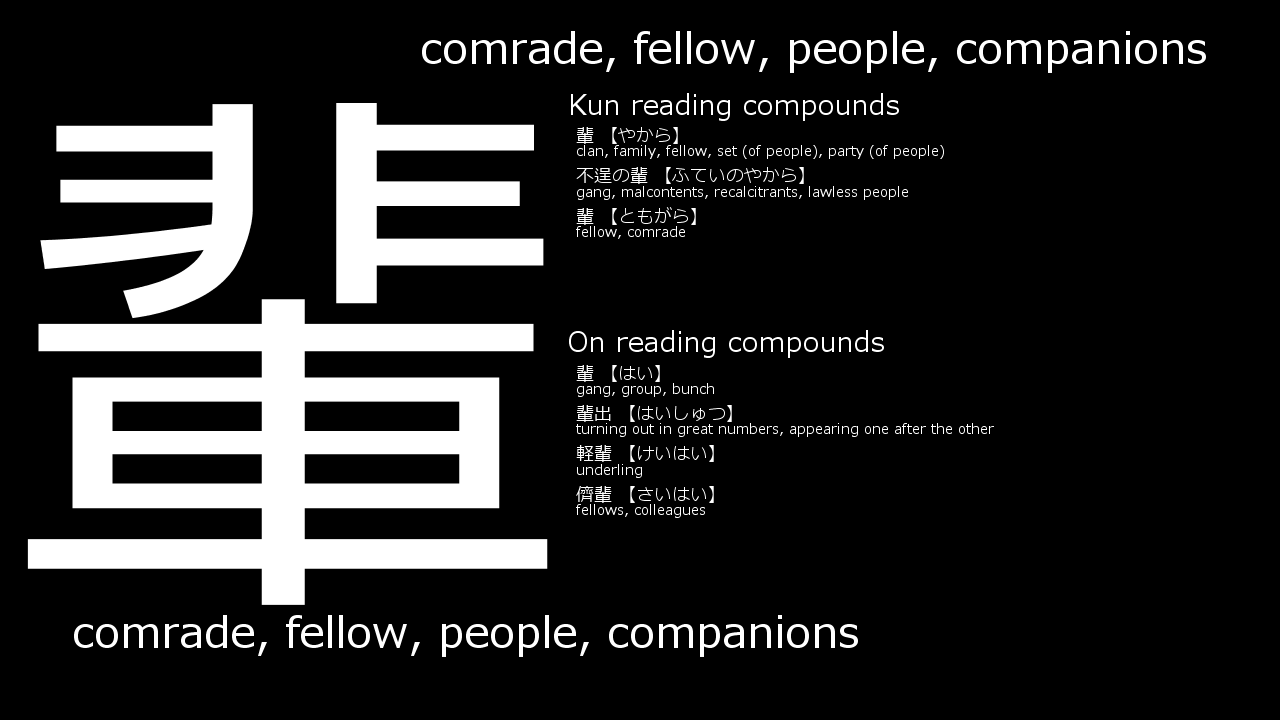 comrade, fellow, people, companions
輩
Kun reading compounds
輩 【やから】
clan, family, fellow, set (of people), party (of people)
不逞の輩 【ふていのやから】
gang, malcontents, recalcitrants, lawless people
輩 【ともがら】
fellow, comrade
On reading compounds
輩 【はい】
gang, group, bunch
輩出 【はいしゅつ】
turning out in great numbers, appearing one after the other
軽輩 【けいはい】
underling
儕輩 【さいはい】
fellows, colleagues
comrade, fellow, people, companions